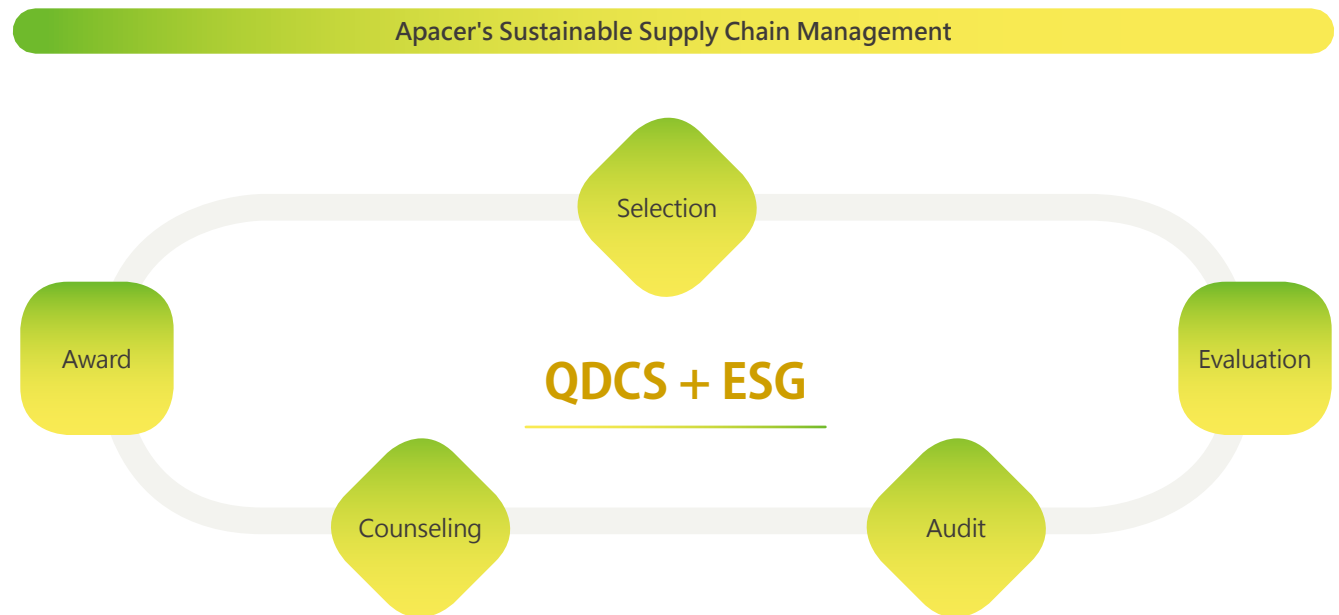 Apacer's Sustainable Supply Chain Management
Selection
Award
Evaluation
QDCS + ESG
Counseling
Audit